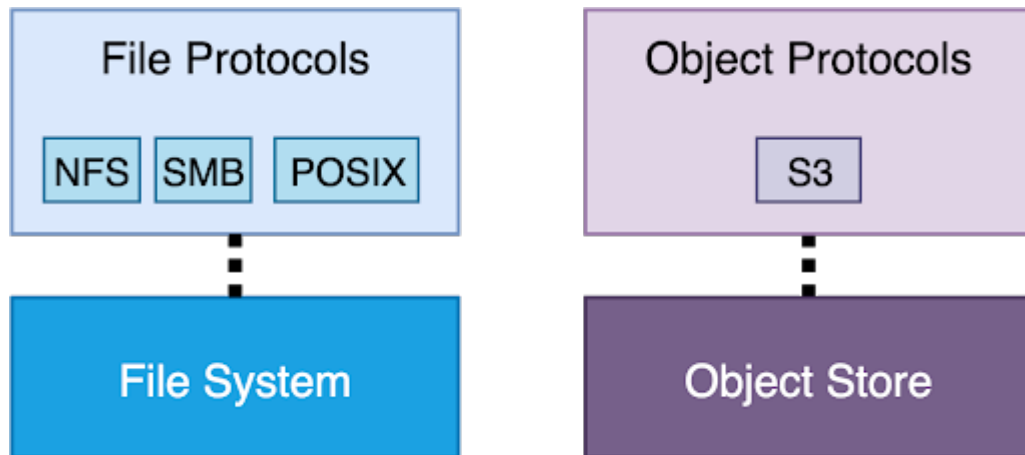 File Protocols
NFS SMB POSIX
File System
Object Protocols
S3
Object Store